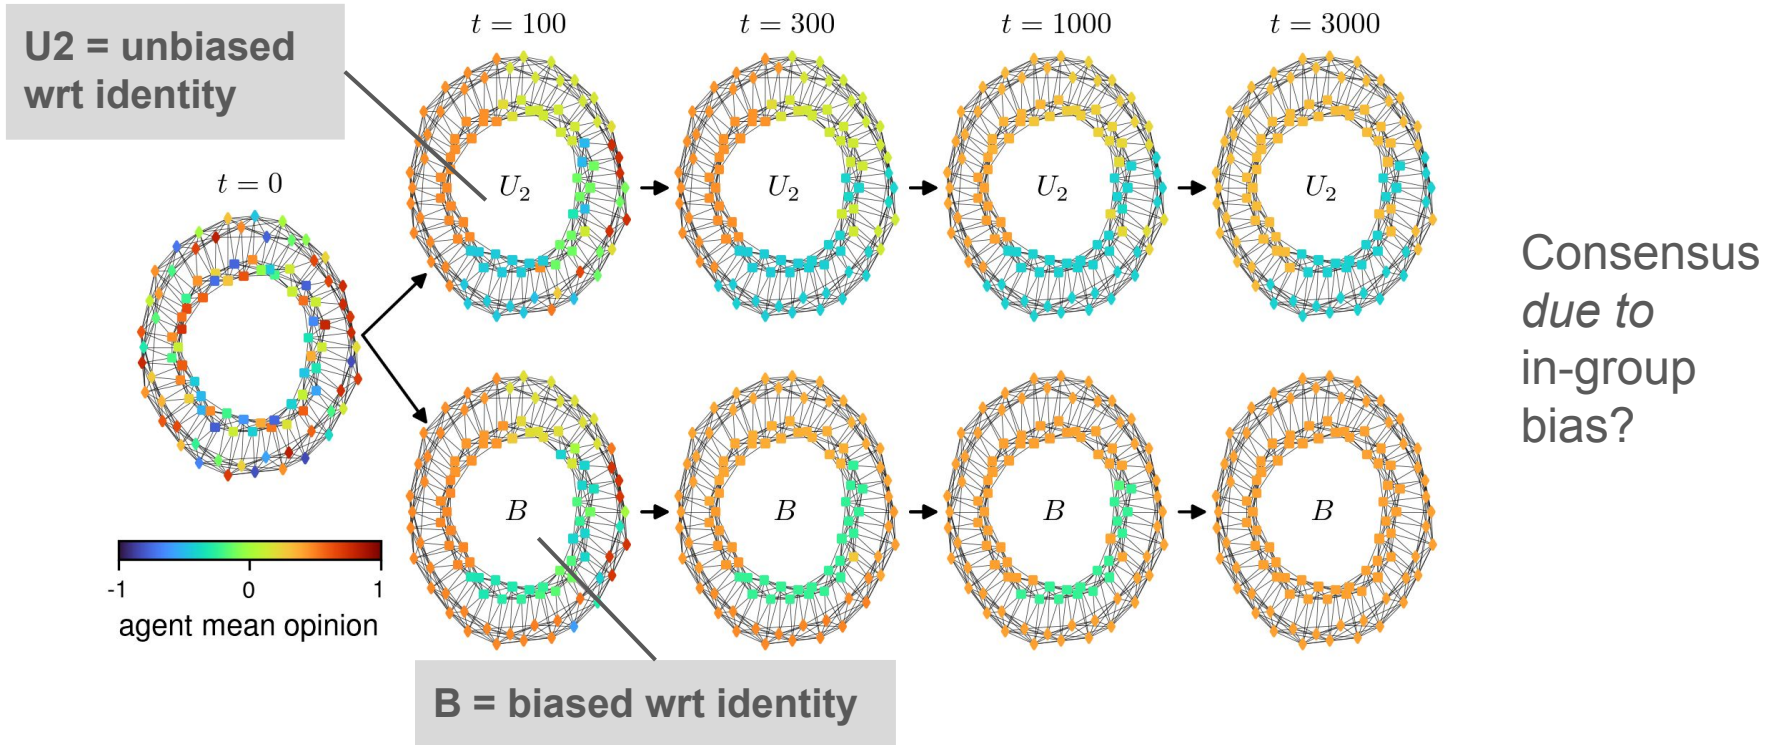 U2 = unbiased
wrt identity
t = 100
t = 300
t = 1000
t = 3000
t = 0
U₂
U₂
U₂
U₂
B
B
B
B
-1
0
1
agent mean opinion
B = biased wrt identity
Consensus
due to
in-group
bias?